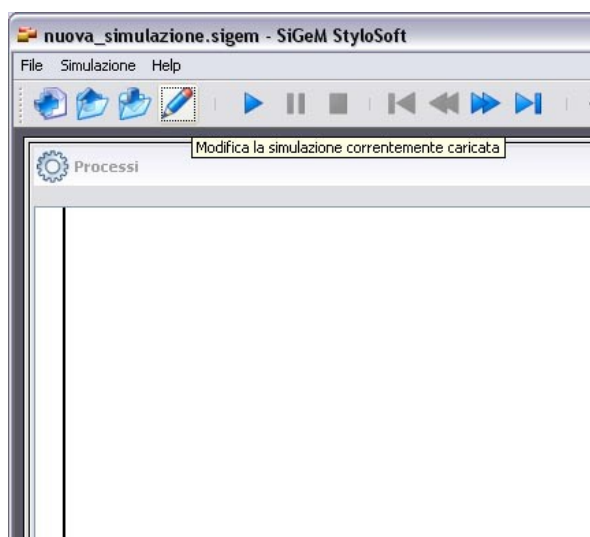 nuova_simulazione.sigem - SiGeM StyloSoft
File Simulazione Help
Modifica la simulazione correntemente caricata
Processi